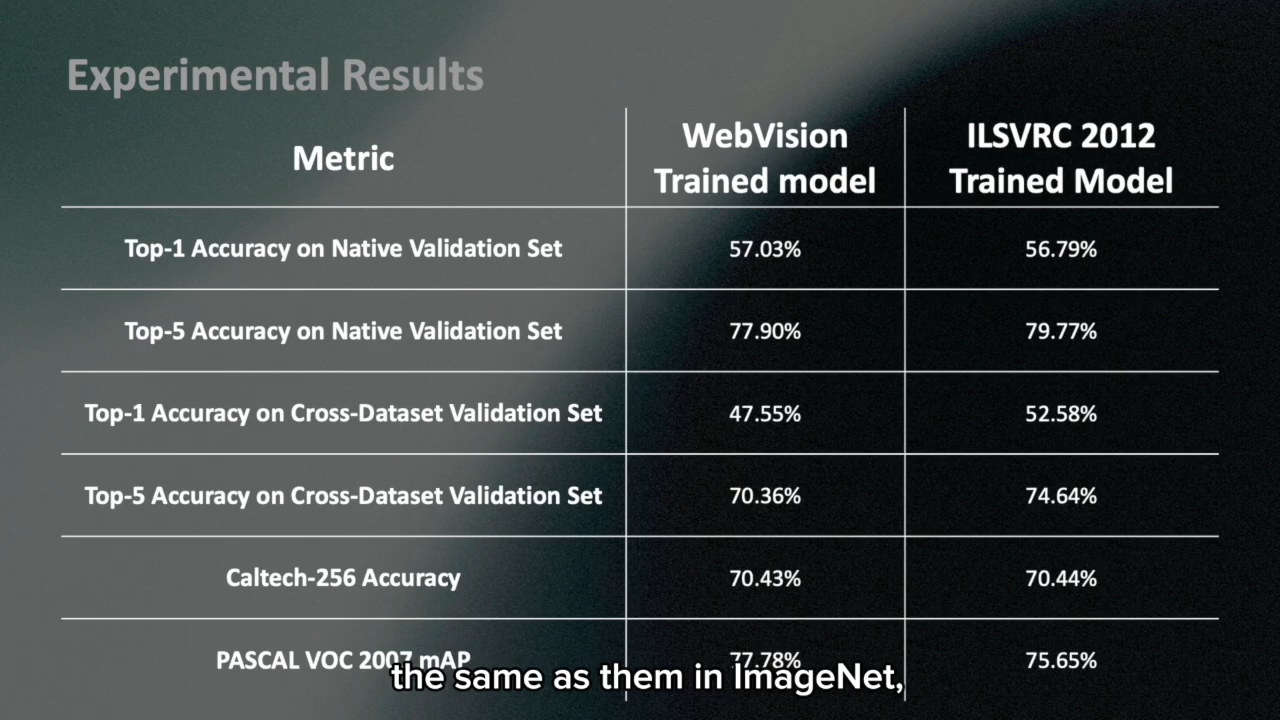 Experimental Results
Metric
WebVision
Trained model
ILSVRC 2012
Trained Model
Top-1 Accuracy on Native Validation Set 57.03% 56.79%
Top-5 Accuracy on Native Validation Set 77.90% 79.77%
Top-1 Accuracy on Cross-Dataset Validation Set 47.55% 52.58%
Top-5 Accuracy on Cross-Dataset Validation Set 70.36% 74.64%
Caltech-256 Accuracy 70.43% 70.44%
PASCAL VOC 2007 mAP 77.78% 75.65%
the same as them in ImageNet,